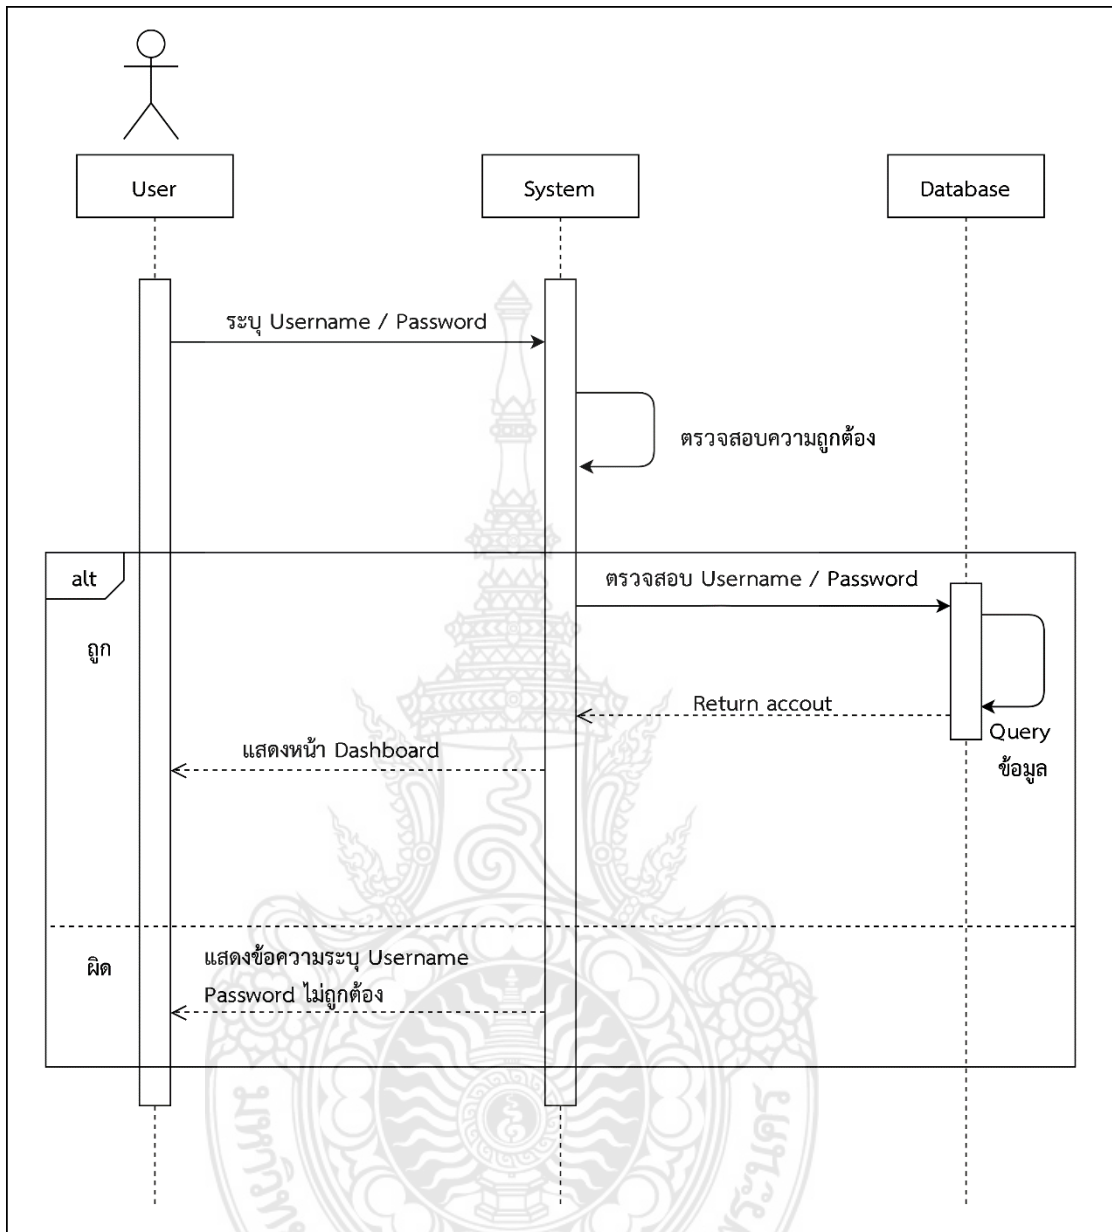 User
System
Database
ระบุ Username / Password
ตรวจสอบความถูกต้อง
alt
ตรวจสอบ Username / Password
ถูก
Return accout
Query
ข้อมูล
แสดงหน้า Dashboard
ผิด
แสดงข้อความระบุ Username
Password ไม่ถูกต้อง